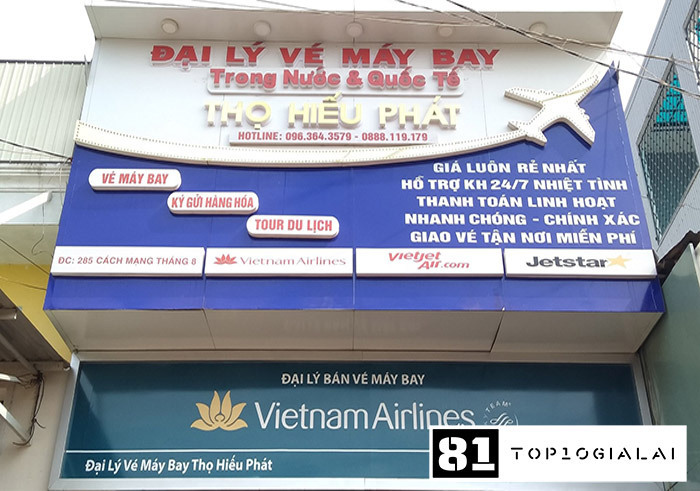 ĐẠI LÝ VÉ MÁY BAY
Trong Nước & Quốc Tế
THỌ HIẾU PHÁT
HOTLINE: 096.364.3579 - 0888.119.179
VÉ MÁY BAY
KÝ GỬI HÀNG HÓA
TOUR DU LỊCH
GIÁ LUÔN RẺ NHẤT
HỖ TRỢ KH 24/7 NHIỆT TÌNH
THANH TOÁN LINH HOẠT
NHANH CHÓNG - CHÍNH XÁC
GIAO VÉ TẬN NƠI MIỄN PHÍ
ĐC: 285 CÁCH MẠNG THÁNG 8
Vietnam Airlines
Vietjet Air.com
Jetstar
ĐẠI LÝ BÁN VÉ MÁY BAY
Vietnam Airlines
Đại Lý Vé Máy Bay Thọ Hiếu Phát
81 TOP10GIALAI